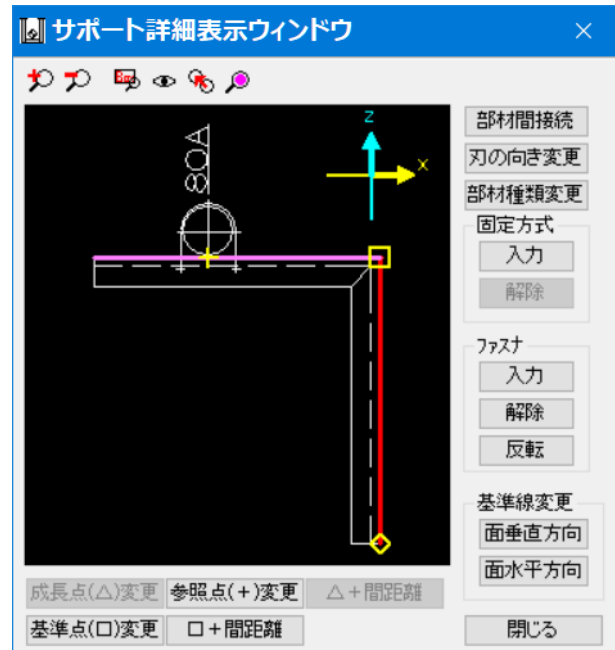 サポート詳細表示ウィンドウ
80A
Z
X
部材間接続
刃の向き変更
部材種類変更
固定方式
入力
解除
ファスナ
入力
解除
反転
基準線変更
面垂直方向
面水平方向
成長点(△)変更 参照点(+)変更 △+間距離
基準点(□)変更 □+間距離 閉じる